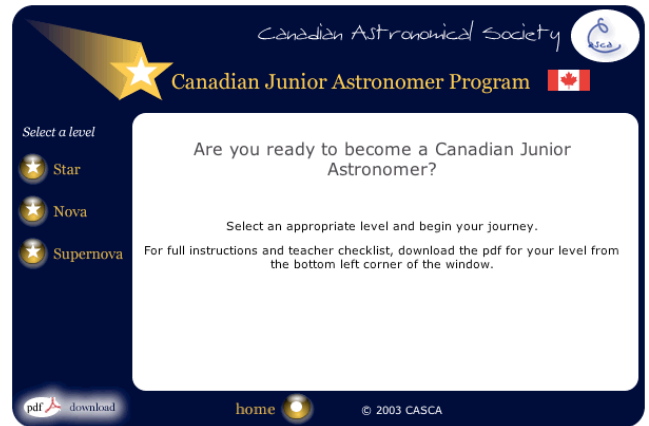 Canadian Astronomical Society
casca
Canadian Junior Astronomer Program
Select a level
Star
Nova
Supernova
Are you ready to become a Canadian Junior
Astronomer?
Select an appropriate level and begin your journey.
For full instructions and teacher checklist, download the pdf for your level from
the bottom left corner of the window.
pdf download
home
© 2003 CASCA